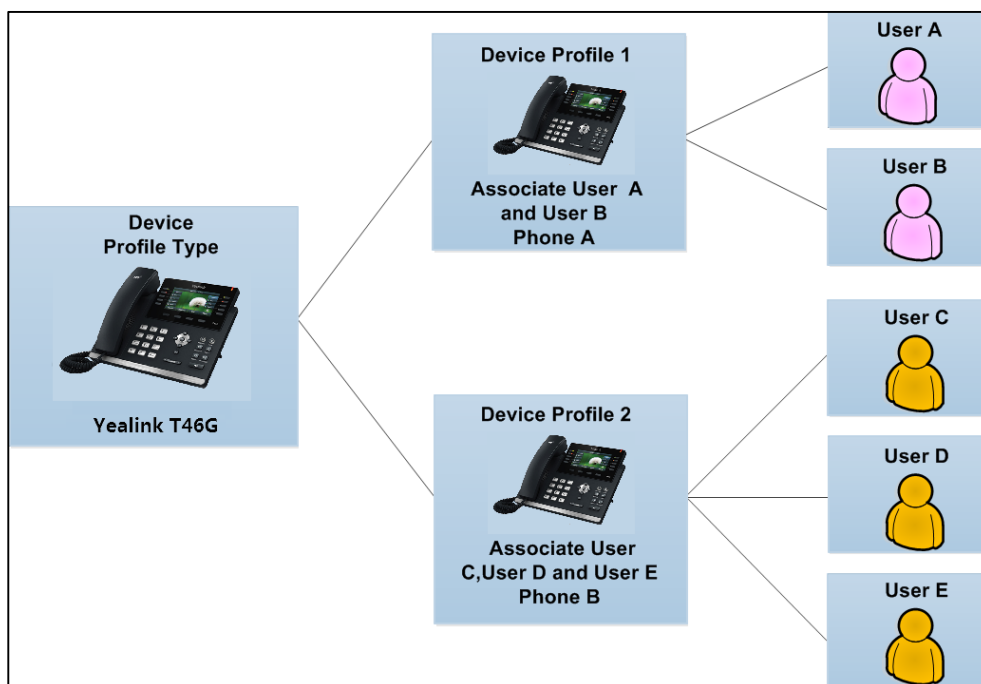 Device
Profile Type
Yealink T46G
Device Profile 1
Associate User A
and User B
Phone A
Device Profile 2
Associate User
C,User D and User E
Phone B
User A
User B
User C
User D
User E